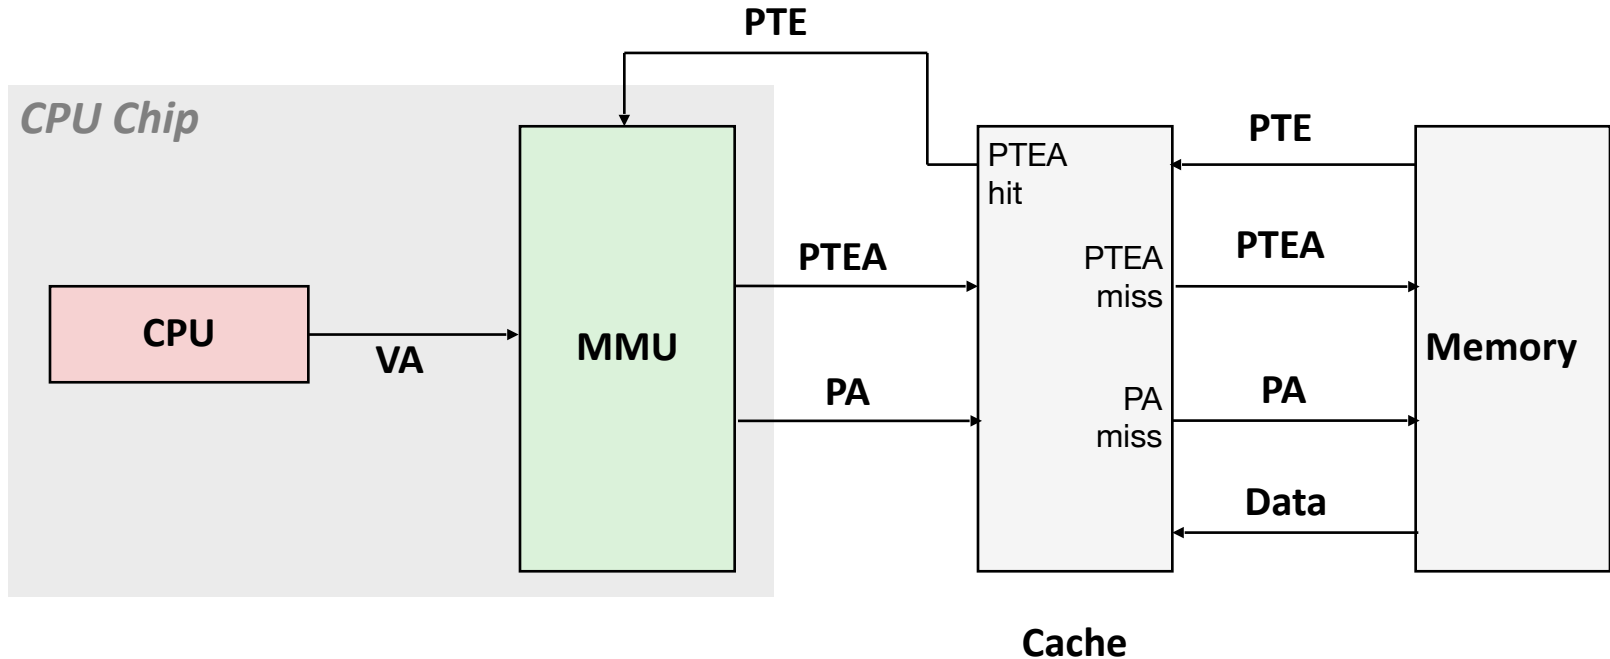 PTE
CPU Chip
CPU
VA
MMU
PTEA
PA
PTEA
hit
PTEA
miss
PA
miss
PTE
PTEA
PA
Data
Memory
Cache